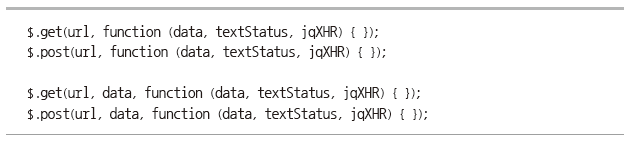 $.get(url, function (data, textStatus, jqXHR) { });
$.post(url, function (data, textStatus, jqXHR) { });
$.get(url, data, function (data, textStatus, jqXHR) { });
$.post(url, data, function (data, textStatus, jqXHR) { });